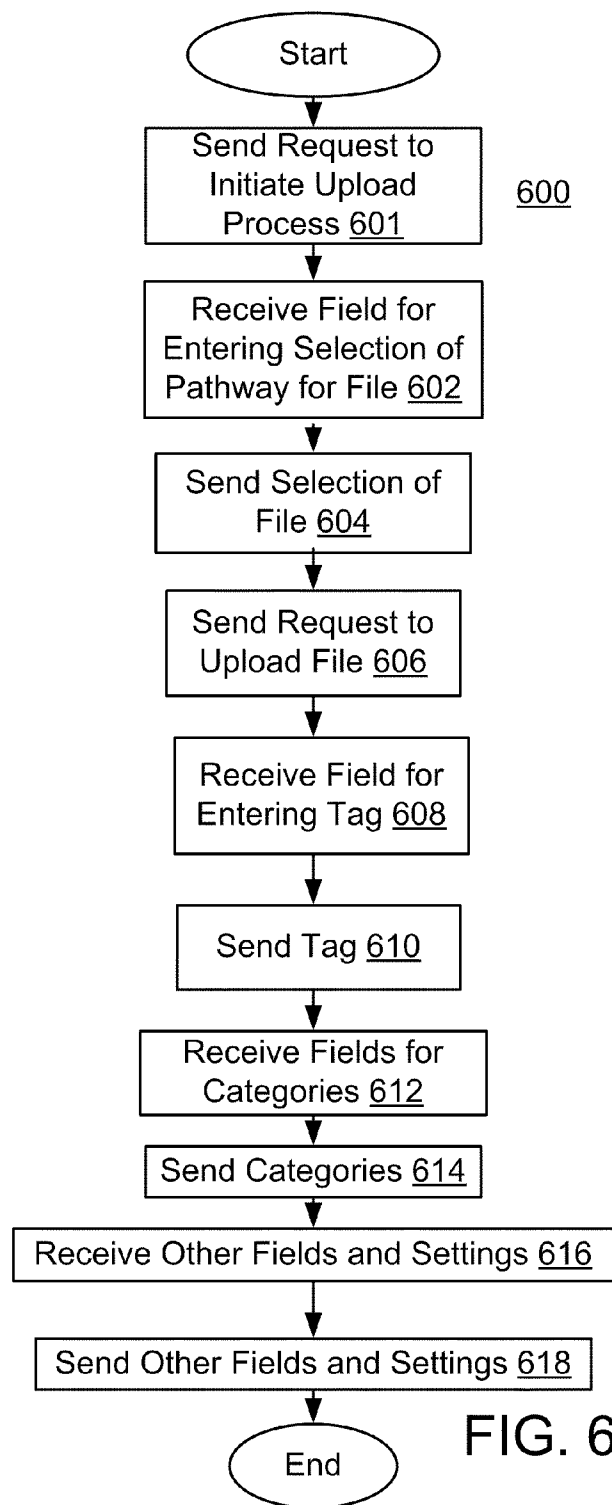 Start
Send Request to
Initiate Upload
Process 601
600
Receive Field for
Entering Selection of
Pathway for File 602
Send Selection of
File 604
Send Request to
Upload File 606
Receive Field for
Entering Tag 608
Send Tag 610
Receive Fields for
Categories 612
Send Categories 614
Receive Other Fields and Settings 616
Send Other Fields and Settings 618
End
FIG. 6